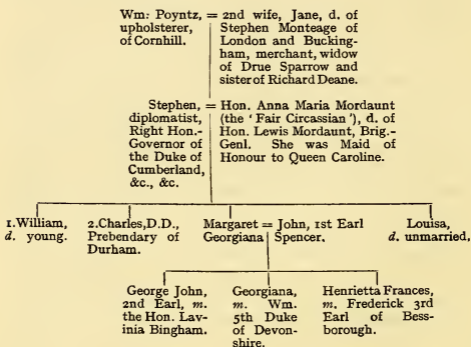 Wm: Poyntz, = 2nd wife, Jane, d. of
upholsterer, Stephen Monteage of
of Cornhill. London and Bucking-
ham, merchant, widow
of Drue Sparrow and
sister of Richard Deane.
Stephen, = Hon. Anna Maria Mordaunt
diplomatist, (the ‘Fair Circassian’), d. of
Right Hon.- Hon. Lewis Mordaunt, Brig.-
Governor of Genl. She was Maid of
the Duke of Honour to Queen Caroline.
Cumberland,
&c., &c.
1. William, 2. Charles, D.D., Margaret = John, 1st Earl Louisa,
d. young. Prebendary of Georgiana Spencer. d. unmarried.
Durham.
George John, Georgiana, Henrietta Frances,
2nd Earl, m. m. Wm. m. Frederick 3rd
the Hon. Lav- 5th Duke Earl of Bess-
inia Bingham. of Devon- borough.
shire.